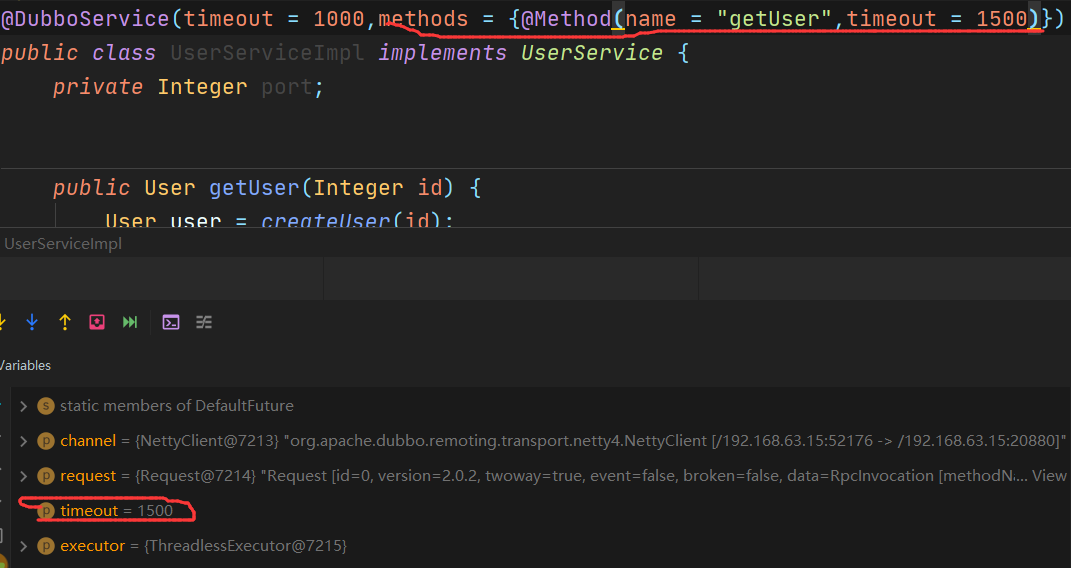 @DubboService(timeout = 1000,methods = {@Method(name = "getUser",timeout = 1500)})
public class UserServiceImpl implements UserService {
private Integer port;
public User getUser(Integer id) {
User user = createUser(id);
UserServiceImpl
Variables
s static members of DefaultFuture
p channel = {NettyClient@7213} "org.apache.dubbo.remoting.transport.netty4.NettyClient [/192.168.63.15:52176 -> /192.168.63.15:20880]"
p request = {Request@7214} "Request [id=0, version=2.0.2, twoway=true, event=false, broken=false, data=RpcInvocation [methodN... View
p timeout = 1500
p executor = {ThreadlessExecutor@7215}